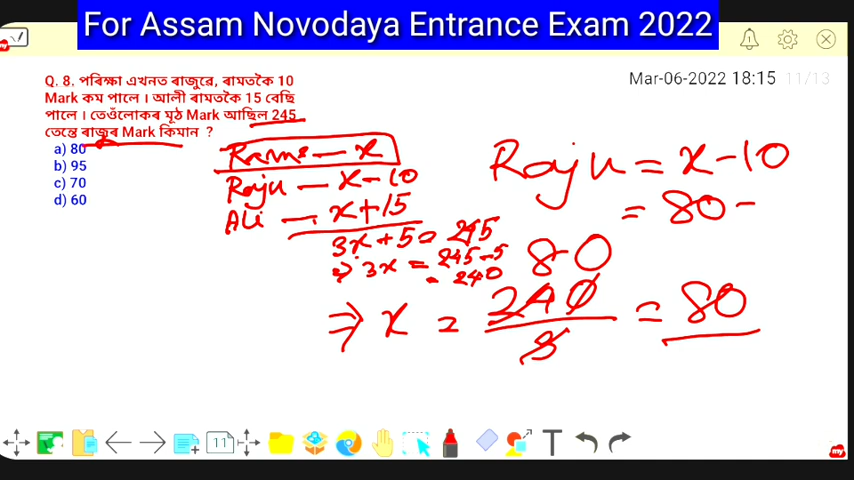 For Assam Novodaya Entrance Exam 2022
Mar-06-2022 18:15 11/13
Q. 8. পৰিক্ষা এখনত ৰাজুৱে, ৰামতকৈ 10
Mark কম পালে । আলী ৰামতকৈ 15 বেছি
পালে । তেওঁলোকৰ মূঠ Mark আছিল 245
তেন্তে ৰাজুৰ Mark কিমান ?
a) 80
b) 95
c) 70
d) 60
Rame — x
Raju — x-10
Ali — x+15
3x+5 = 245
⇒ 3x = 245-5
= 240
80
⇒ x = 240/3 = 80
Raju = x-10
= 80-
11
T
my